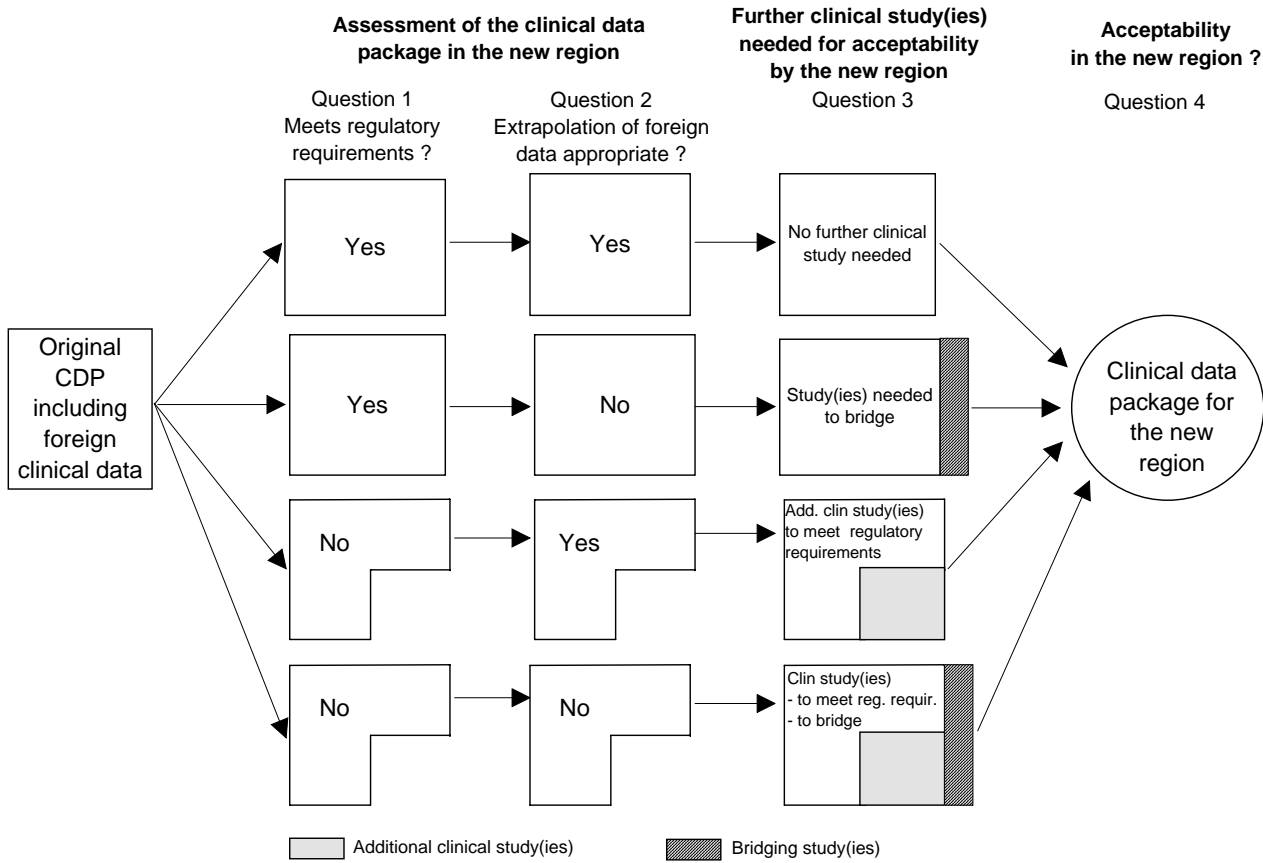 Assessment of the clinical data
package in the new region
Further clinical study(ies)
needed for acceptability
by the new region
Acceptability
in the new region ?
Question 1
Meets regulatory
requirements ?
Question 2
Extrapolation of foreign
data appropriate ?
Question 3
Question 4
Original
CDP
including
foreign
clinical data
Yes
Yes
No further clinical
study needed
Yes
No
Study(ies) needed
to bridge
No
Yes
Add. clin study(ies)
to meet regulatory
requirements
No
No
Clin study(ies)
- to meet reg. requir.
- to bridge
Clinical data
package for
the new
region
Additional clinical study(ies)
Bridging study(ies)